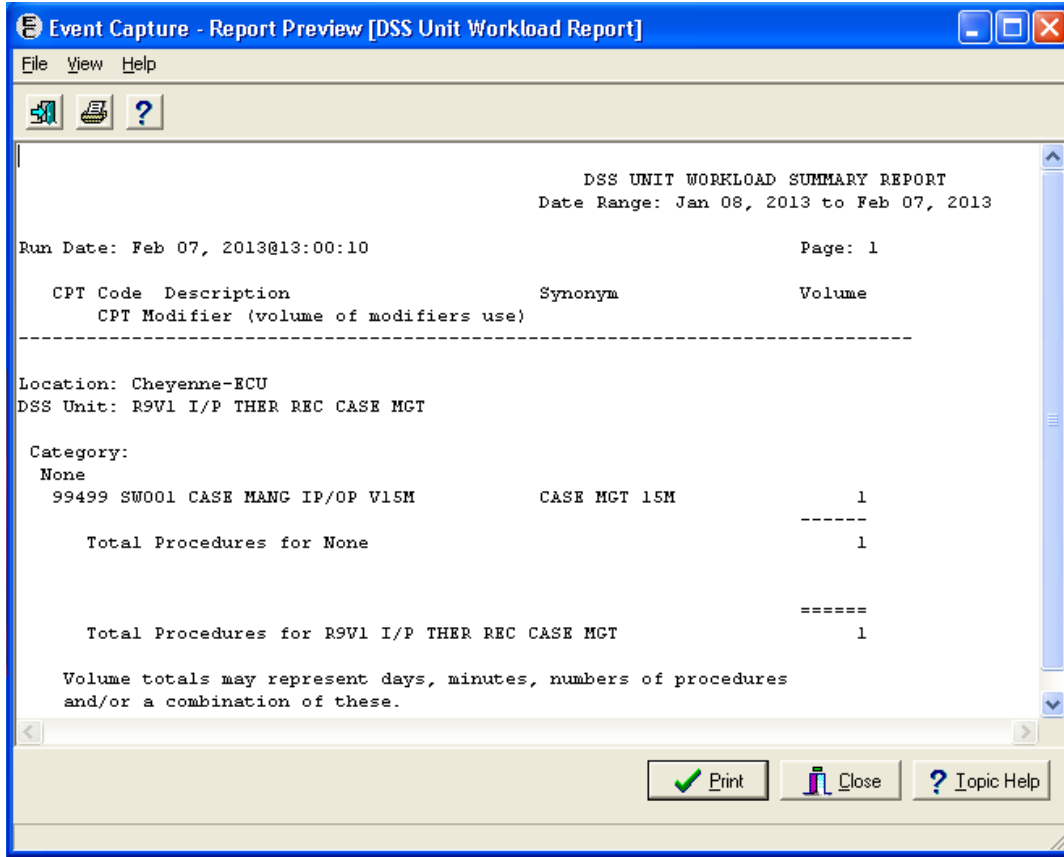 Event Capture - Report Preview [DSS Unit Workload Report]
File View Help
DSS UNIT WORKLOAD SUMMARY REPORT
Date Range: Jan 08, 2013 to Feb 07, 2013
Run Date: Feb 07, 2013@13:00:10 Page: 1
CPT Code Description Synonym Volume
CPT Modifier (volume of modifiers use)
--------------------------------------------------------------------------------
Location: Cheyenne-ECU
DSS Unit: R9V1 I/P THER REC CASE MGT
Category:
None
99499 SW001 CASE MANG IP/OP V15M CASE MGT 15M 1
------
Total Procedures for None 1
======
Total Procedures for R9V1 I/P THER REC CASE MGT 1
Volume totals may represent days, minutes, numbers of procedures
and/or a combination of these.
Print Close ? Topic Help